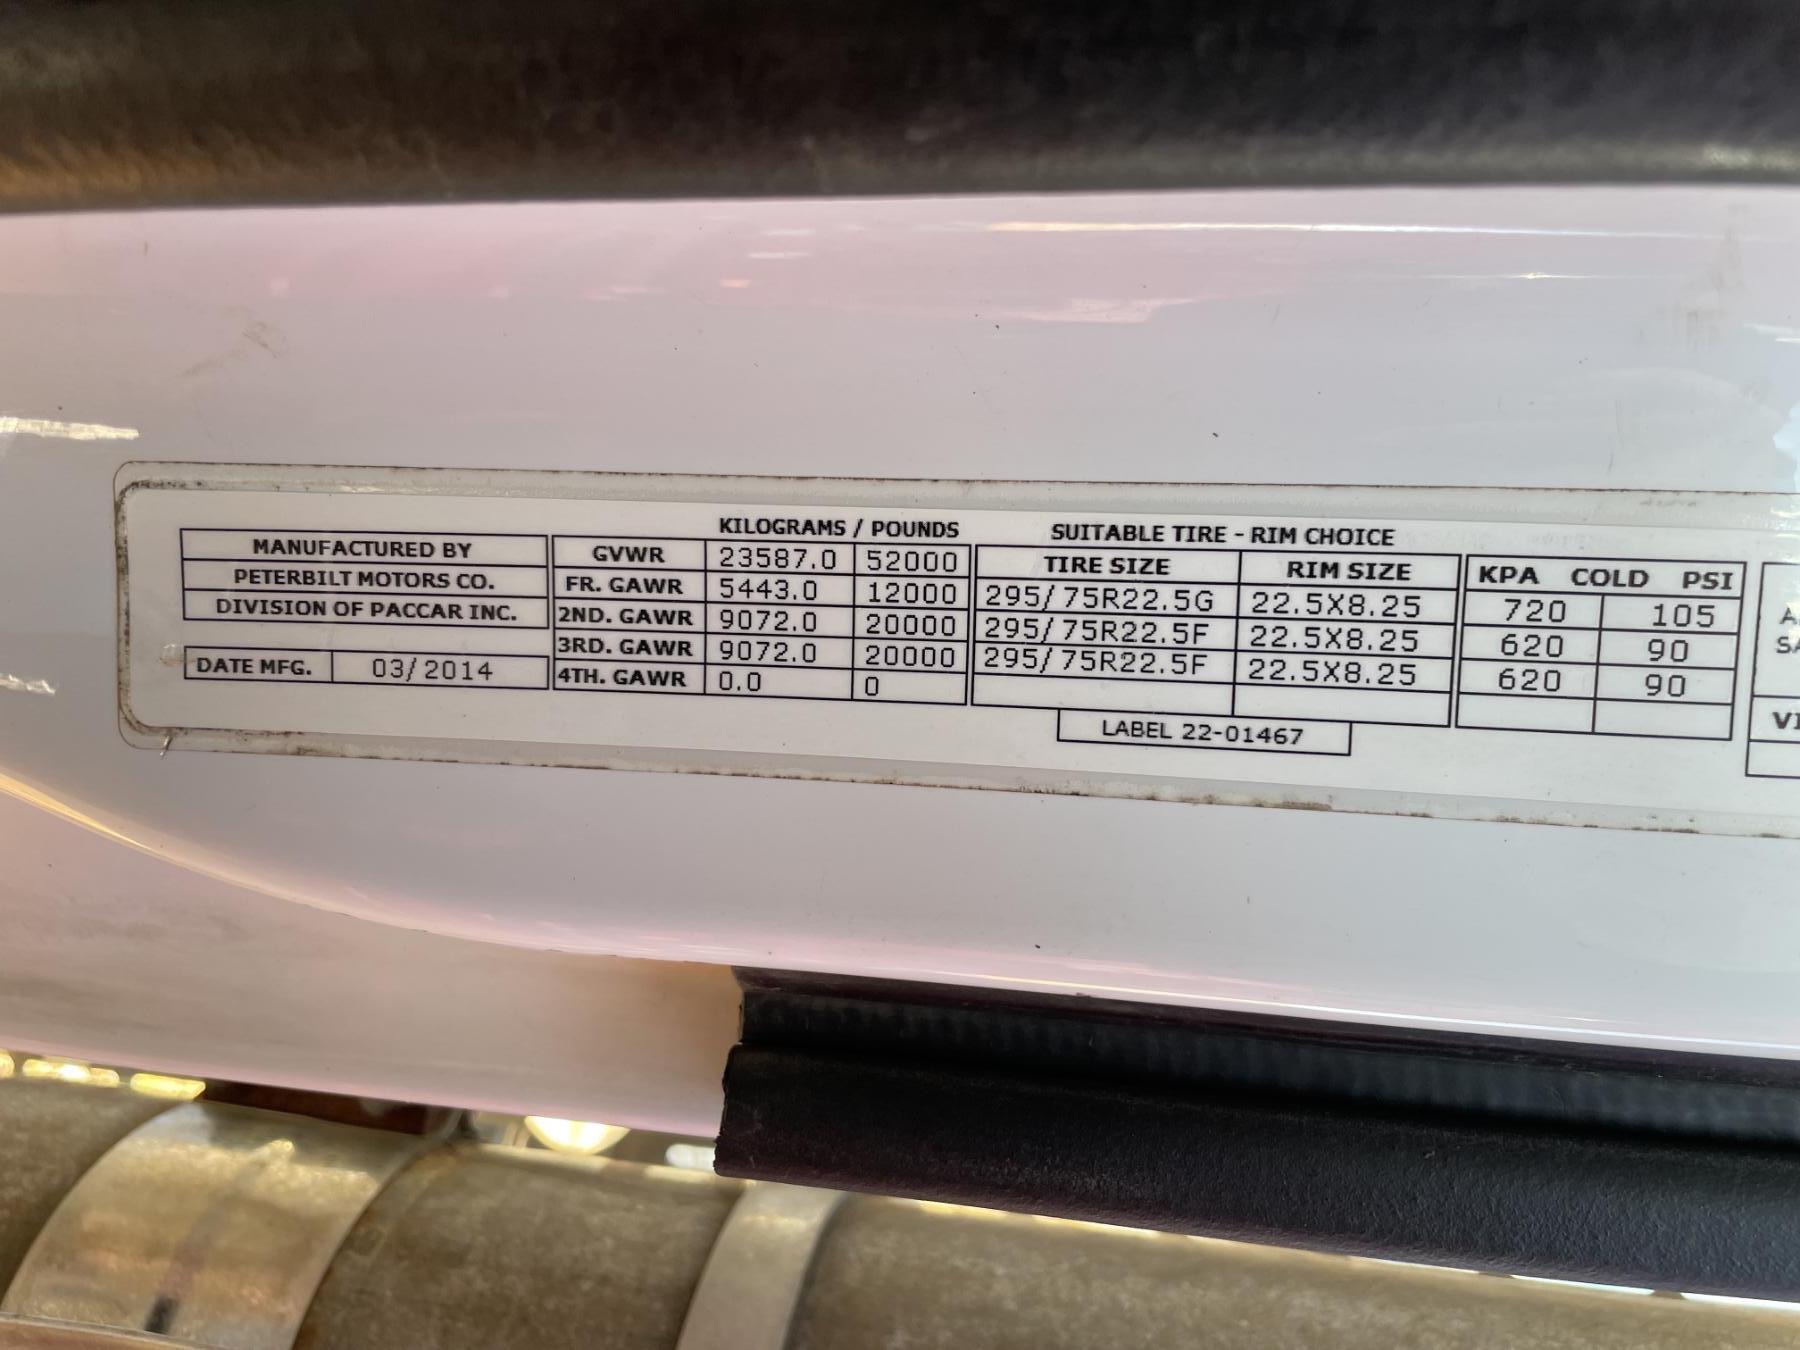 KILOGRAMS / POUNDS SUITABLE TIRE - RIM CHOICE
MANUFACTURED BY
PETERBILT MOTORS CO.
DIVISION OF PACCAR INC.
DATE MFG. 03/2014
GVWR 23587.0 52000
FR. GAWR 5443.0 12000
2ND. GAWR 9072.0 20000
3RD. GAWR 9072.0 20000
4TH. GAWR 0.0 0
TIRE SIZE RIM SIZE KPA COLD PSI
295/75R22.5G 22.5X8.25 720 105
295/75R22.5F 22.5X8.25 620 90
295/75R22.5F 22.5X8.25 620 90
LABEL 22-01467